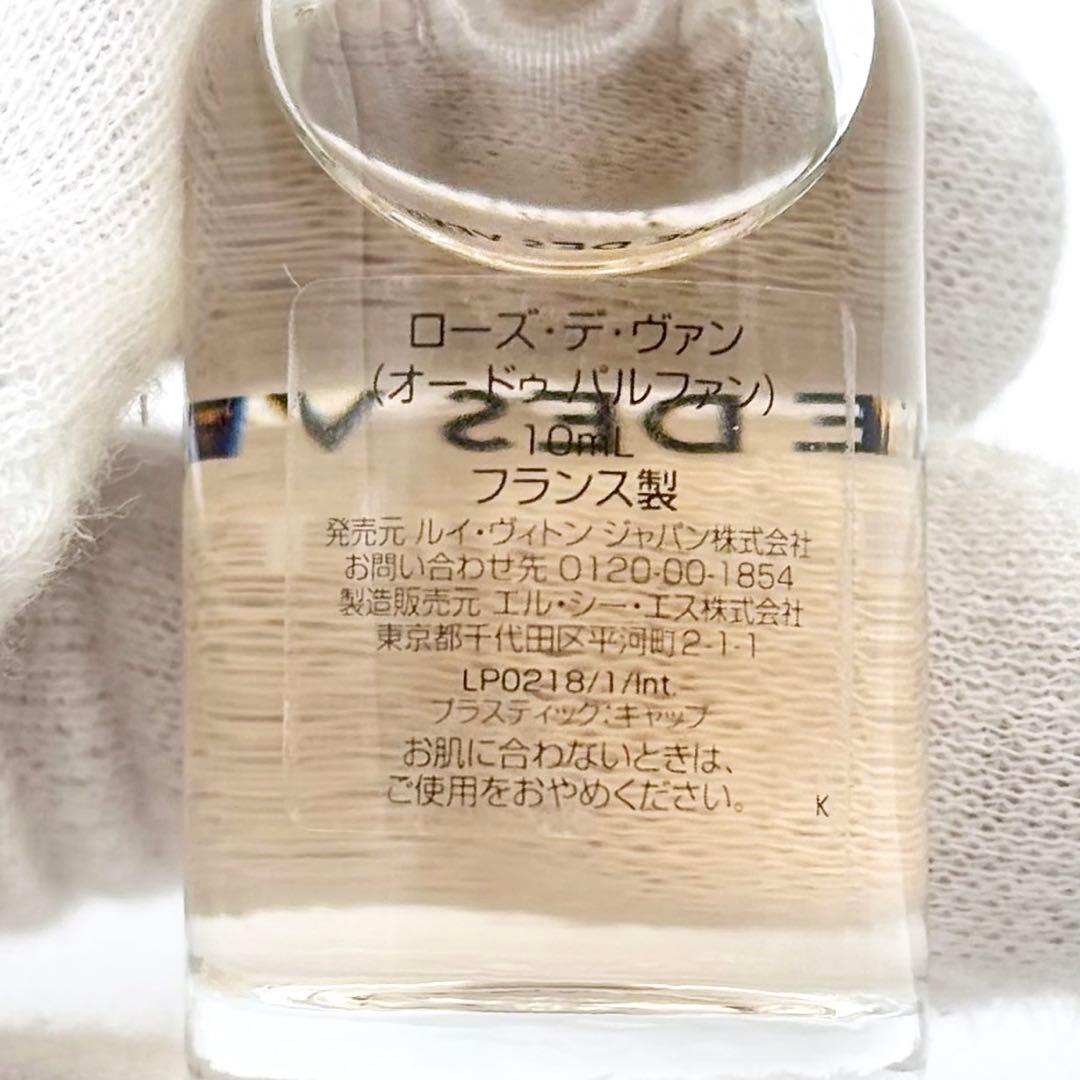 ローズ・デ・ヴァン
(オードゥパルファン)
10mL
フランス製
発売元 ルイ・ヴィトン ジャパン株式会社
お問い合わせ先 0120-00-1854
製造販売元 エル・シー・エス株式会社
東京都千代田区平河町2-1-1
LP0218/1/Int.
プラスティック:キャップ
お肌に合わないときは、
ご使用をおやめください。
K
E DES V